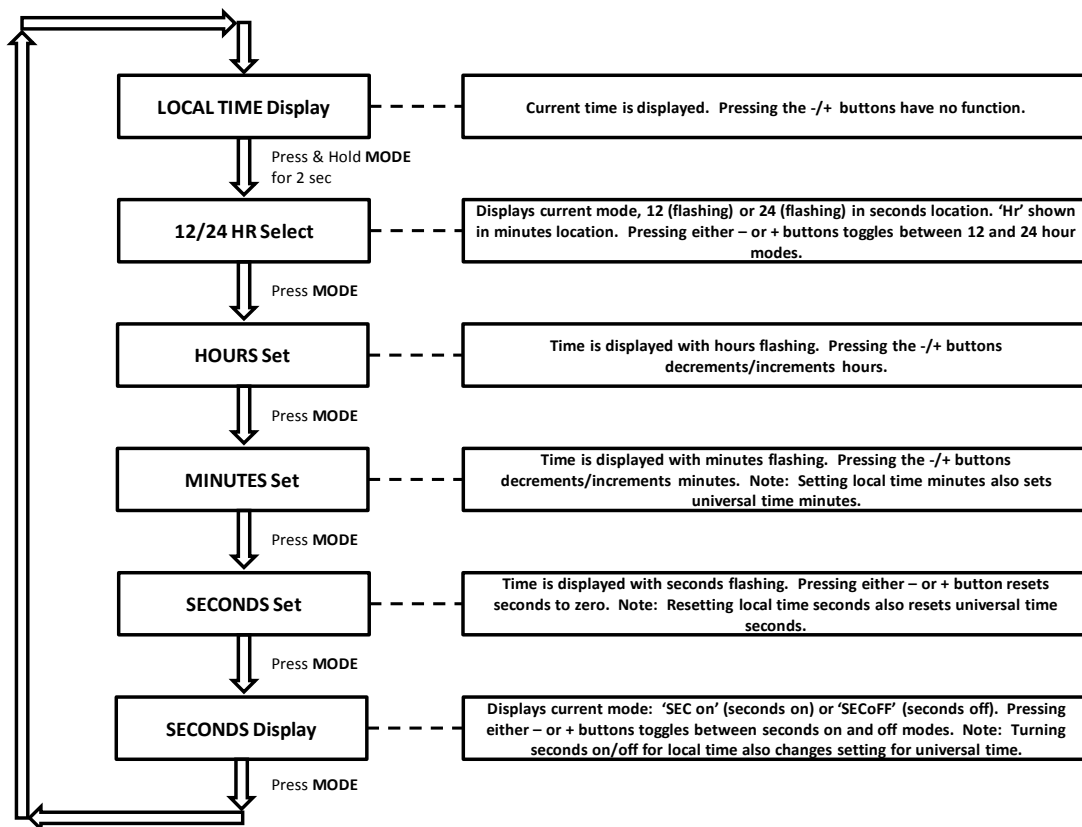 LOCAL TIME Display
Current time is displayed.  Pressing the -/+  buttons have no function.
Press & Hold MODE
for 2 sec
12/24 HR Select
Displays current mode, 12 (flashing) or 24 (flashing) in seconds location. ‘Hr’ shown
in minutes location.  Pressing either – or + buttons toggles between 12 and 24 hour
modes.
Press MODE
HOURS Set
Time is displayed with hours flashing.  Pressing the -/+ buttons
decrements/increments hours.
Press MODE
MINUTES Set
Time is displayed with minutes flashing.  Pressing the -/+ buttons
decrements/increments minutes.  Note:  Setting local time minutes also sets
universal time minutes.
Press MODE
SECONDS Set
Time is displayed with seconds flashing.  Pressing either – or + button resets
seconds to zero.  Note:  Resetting local time seconds also resets universal time
seconds.
Press MODE
SECONDS Display
Displays current mode:  ‘SEC on’ (seconds on) or ‘SECoFF’ (seconds off).  Pressing
either – or + buttons toggles between seconds on and off modes.  Note:  Turning
seconds on/off for local time also changes setting for universal time.
Press MODE